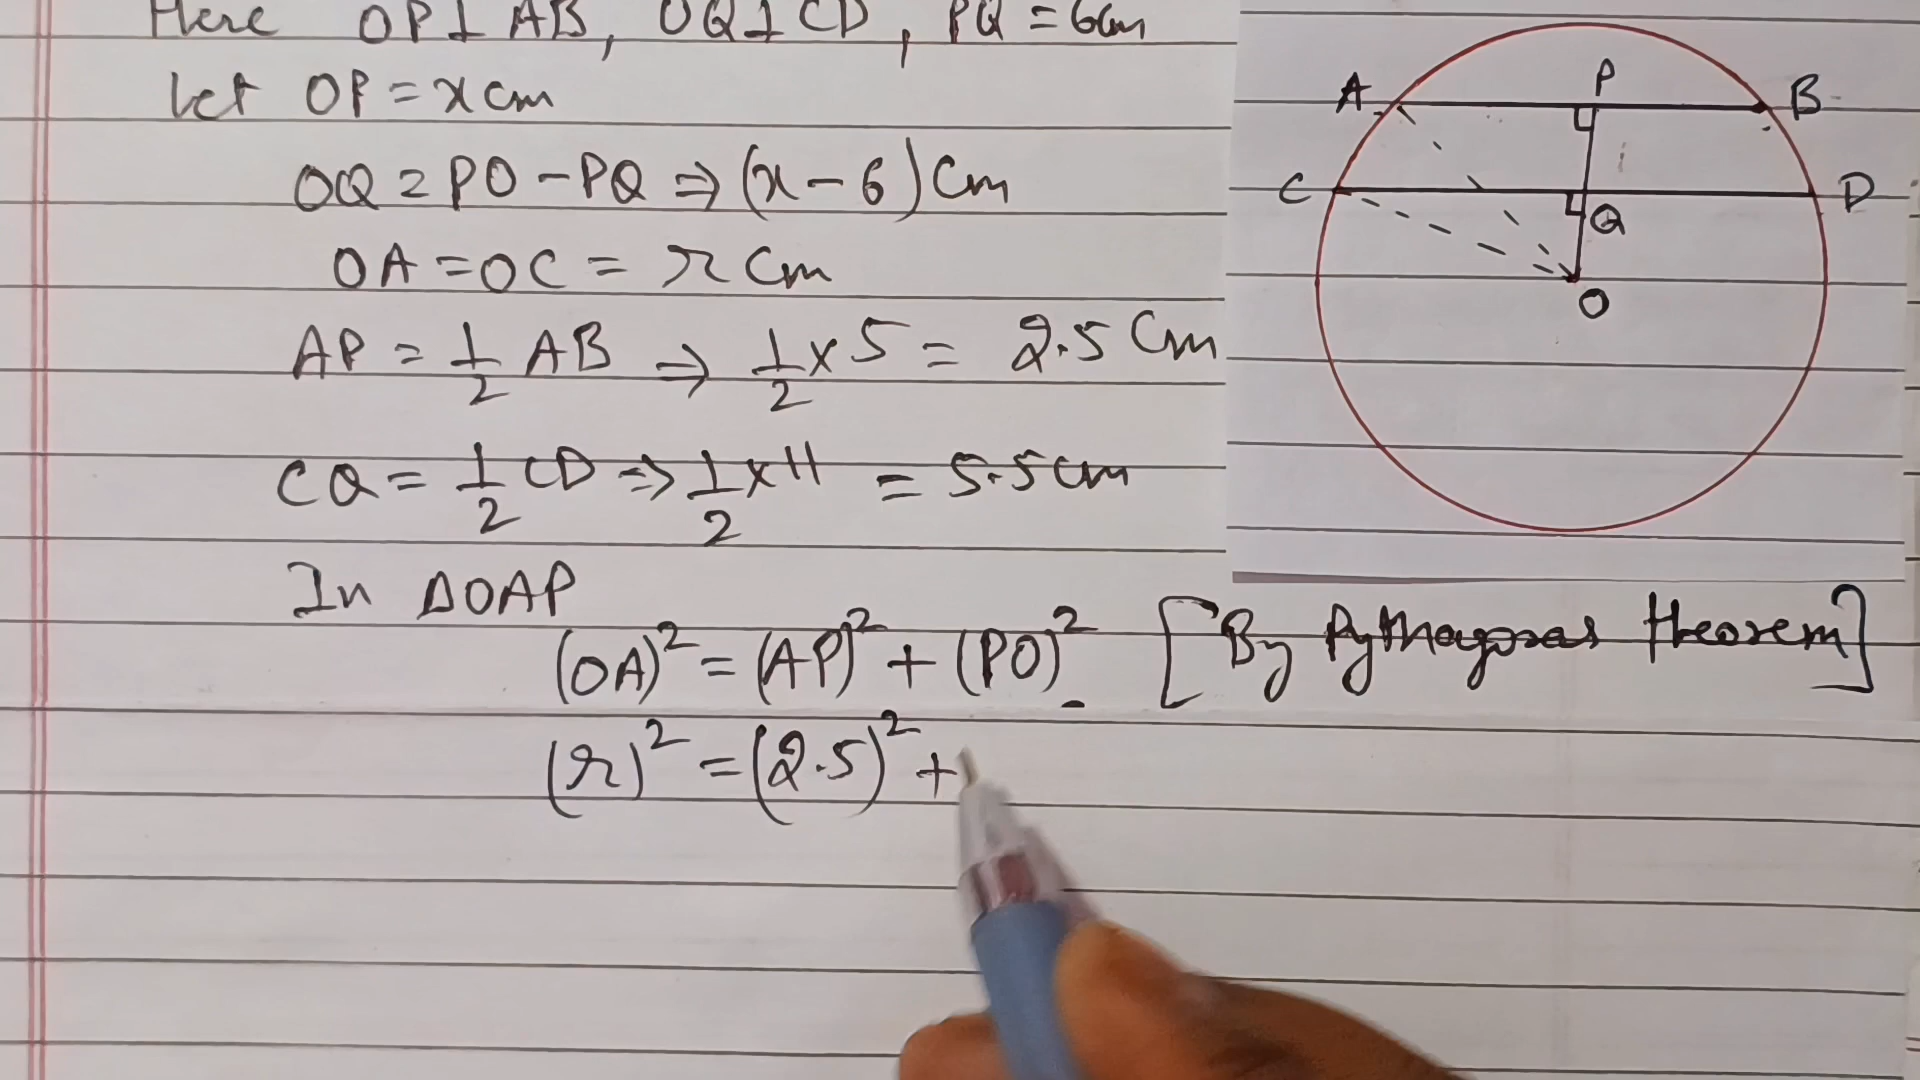 Here OP⊥AB, OQ⊥CD, PQ = 6cm
Let OP = x cm
OQ = PO - PQ ⇒ (x - 6) cm
OA = OC = r cm
AP = 1/2 AB ⇒ 1/2 x 5 = 2.5 cm
CQ = 1/2 CD ⇒ 1/2 x 11 = 5.5 cm
In ΔOAP
(OA)² = (AP)² + (PO)² [By Pythagoras theorem]
(r)² = (2.5)² +
A P B
C Q D
O